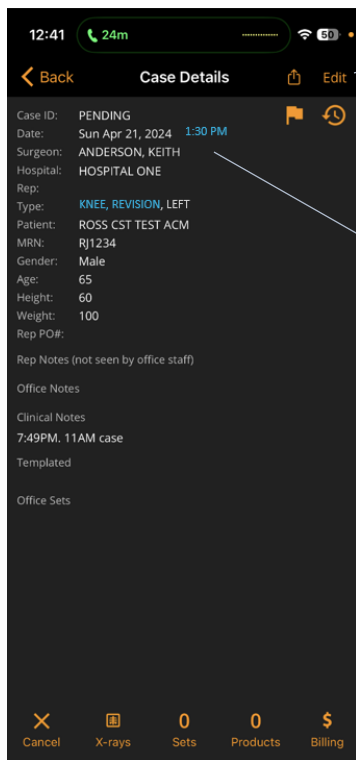 12:41 24m 50
Back Case Details Edit
Case ID: PENDING
Date: Sun Apr 21, 2024 1:30 PM
Surgeon: ANDERSON, KEITH
Hospital: HOSPITAL ONE
Rep:
Type: KNEE, REVISION, LEFT
Patient: ROSS CST TEST ACM
MRN: RJ1234
Gender: Male
Age: 65
Height: 60
Weight: 100
Rep PO#:
Rep Notes (not seen by office staff)
Office Notes
Clinical Notes
7:49PM. 11AM case
Templated
Office Sets
0 0 $
Cancel X-rays Sets Products Billing